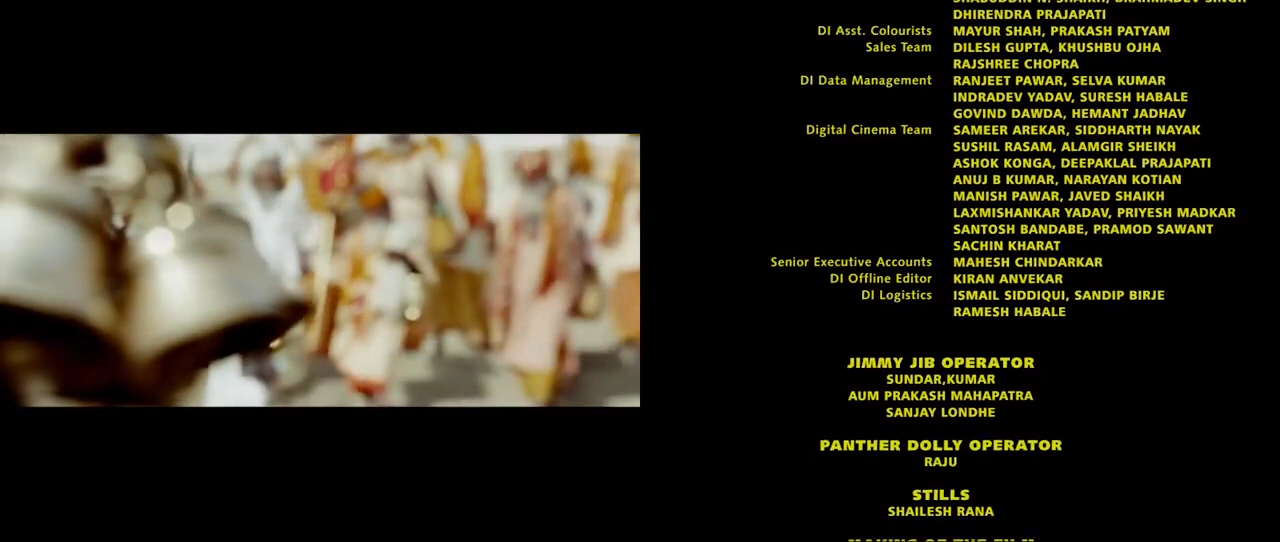 DHIRENDRA PRAJAPATI
DI Asst. Colourists MAYUR SHAH, PRAKASH PATYAM
Sales Team DILESH GUPTA, KHUSHBU OJHA
RAJSHREE CHOPRA
DI Data Management RANJEET PAWAR, SELVA KUMAR
INDRADEV YADAV, SURESH HABALE
GOVIND DAWDA, HEMANT JADHAV
Digital Cinema Team SAMEER AREKAR, SIDDHARTH NAYAK
SUSHIL RASAM, ALAMGIR SHEIKH
ASHOK KONGA, DEEPAKLAL PRAJAPATI
ANUJ B KUMAR, NARAYAN KOTIAN
MANISH PAWAR, JAVED SHAIKH
LAXMISHANKAR YADAV, PRIYESH MADKAR
SANTOSH BANDABE, PRAMOD SAWANT
SACHIN KHARAT
Senior Executive Accounts MAHESH CHINDARKAR
DI Offline Editor KIRAN ANVEKAR
DI Logistics ISMAIL SIDDIQUI, SANDIP BIRJE
RAMESH HABALE
JIMMY JIB OPERATOR
SUNDAR,KUMAR
AUM PRAKASH MAHAPATRA
SANJAY LONDHE
PANTHER DOLLY OPERATOR
RAJU
STILLS
SHAILESH RANA